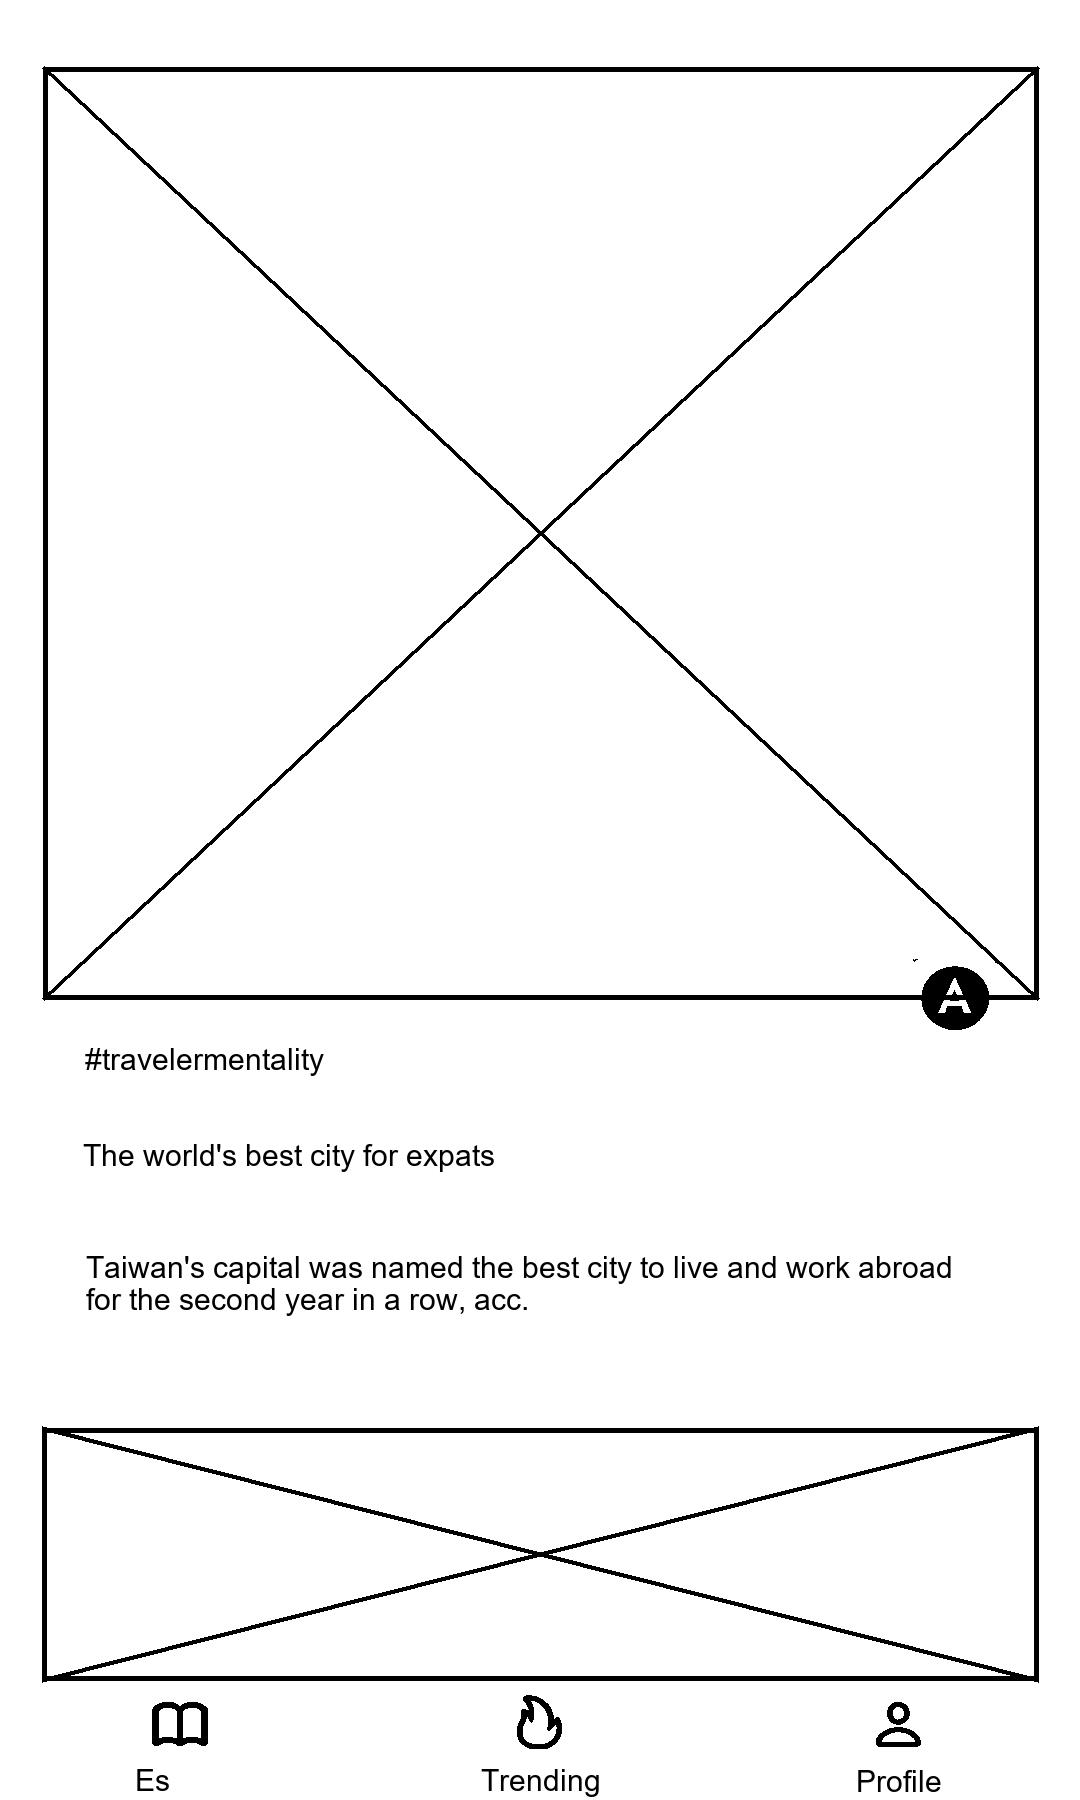 A
#travelermentality
The world's best city for expats
Taiwan's capital was named the best city to live and work abroad
for the second year in a row, acc.
Es
Trending
Profile